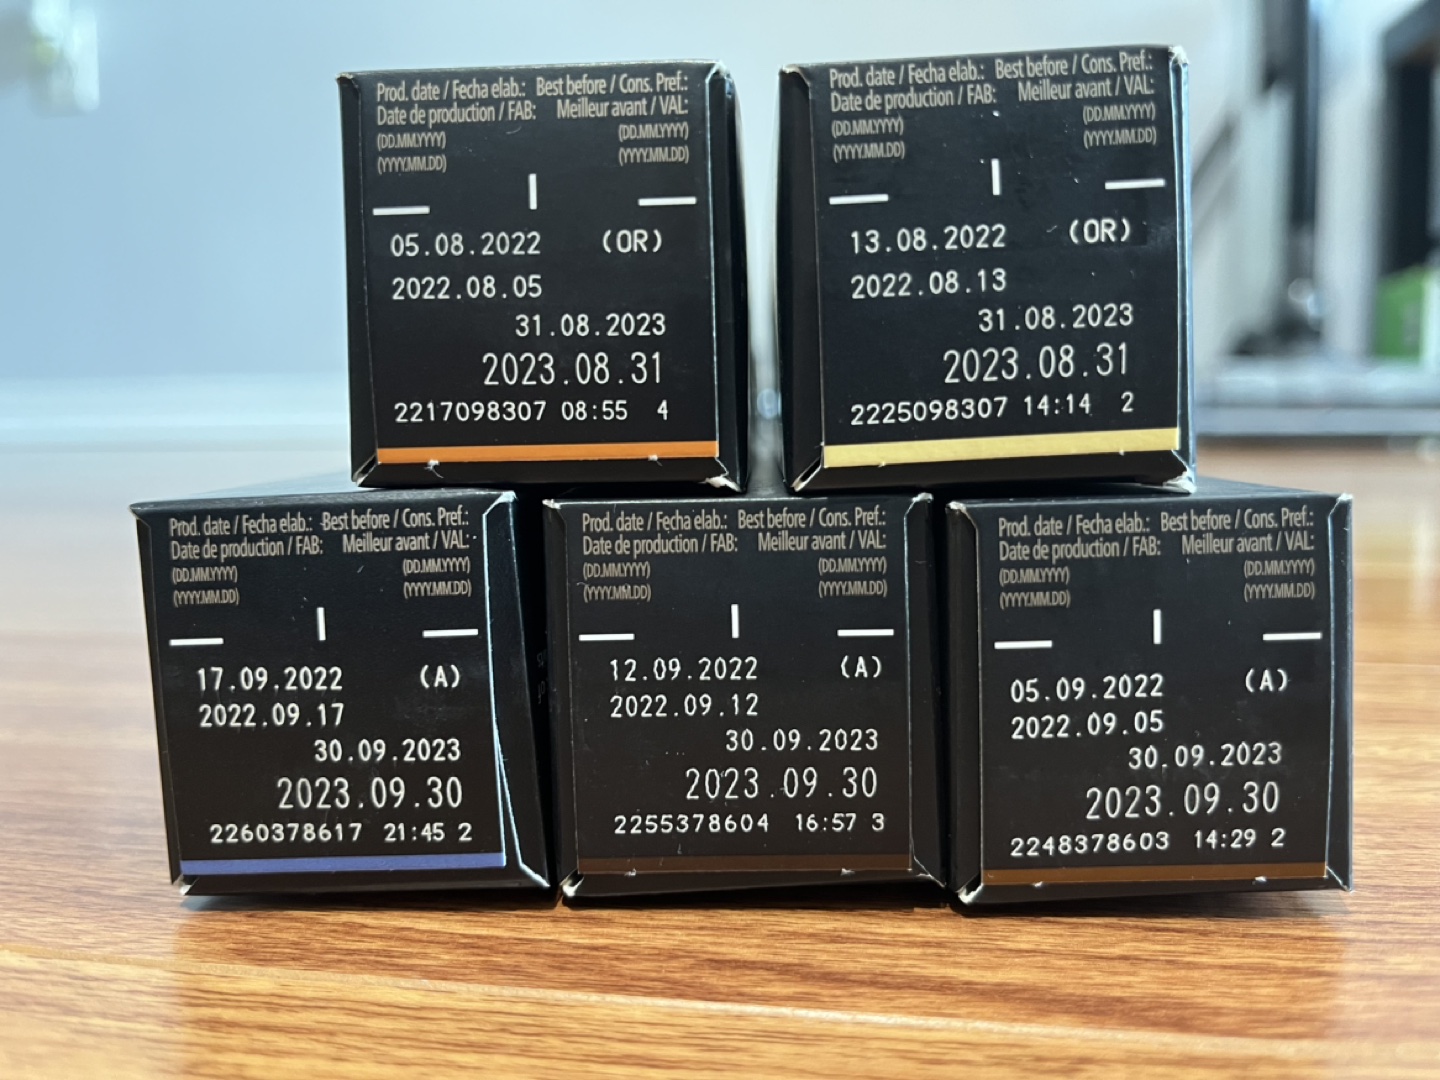 Prod. date / Fecha elab.: Best before / Cons. Pref.:
Date de production / FAB: Meilleur avant / VAL:
(DD.MM.YYYY) (DD.MM.YYYY)
(YYYY.MM.DD) (YYYY.MM.DD)
05.08.2022 (OR)
2022.08.05
31.08.2023
2023.08.31
2217098307 08:55 4
Prod. date / Fecha elab.: Best before / Cons. Pref.:
Date de production / FAB: Meilleur avant / VAL:
(DD.MM.YYYY) (DD.MM.YYYY)
(YYYY.MM.DD) (YYYY.MM.DD)
13.08.2022 (OR)
2022.08.13
31.08.2023
2023.08.31
2225098307 14:14 2
Prod. date / Fecha elab.: Best before / Cons. Pref.:
Date de production / FAB: Meilleur avant / VAL:
(DD.MM.YYYY) (DD.MM.YYYY)
(YYYY.MM.DD) (YYYY.MM.DD)
17.09.2022 (A)
2022.09.17
30.09.2023
2023.09.30
2260378617 21:45 2
Prod. date / Fecha elab.: Best before / Cons. Pref.:
Date de production / FAB: Meilleur avant / VAL:
(DD.MM.YYYY) (DD.MM.YYYY)
(YYYY.MM.DD) (YYYY.MM.DD)
12.09.2022 (A)
2022.09.12
30.09.2023
2023.09.30
2255378604 16:57 3
Prod. date / Fecha elab.: Best before / Cons. Pref.:
Date de production / FAB: Meilleur avant / VAL:
(DD.MM.YYYY) (DD.MM.YYYY)
(YYYY.MM.DD) (YYYY.MM.DD)
05.09.2022 (A)
2022.09.05
30.09.2023
2023.09.30
2248378603 14:29 2